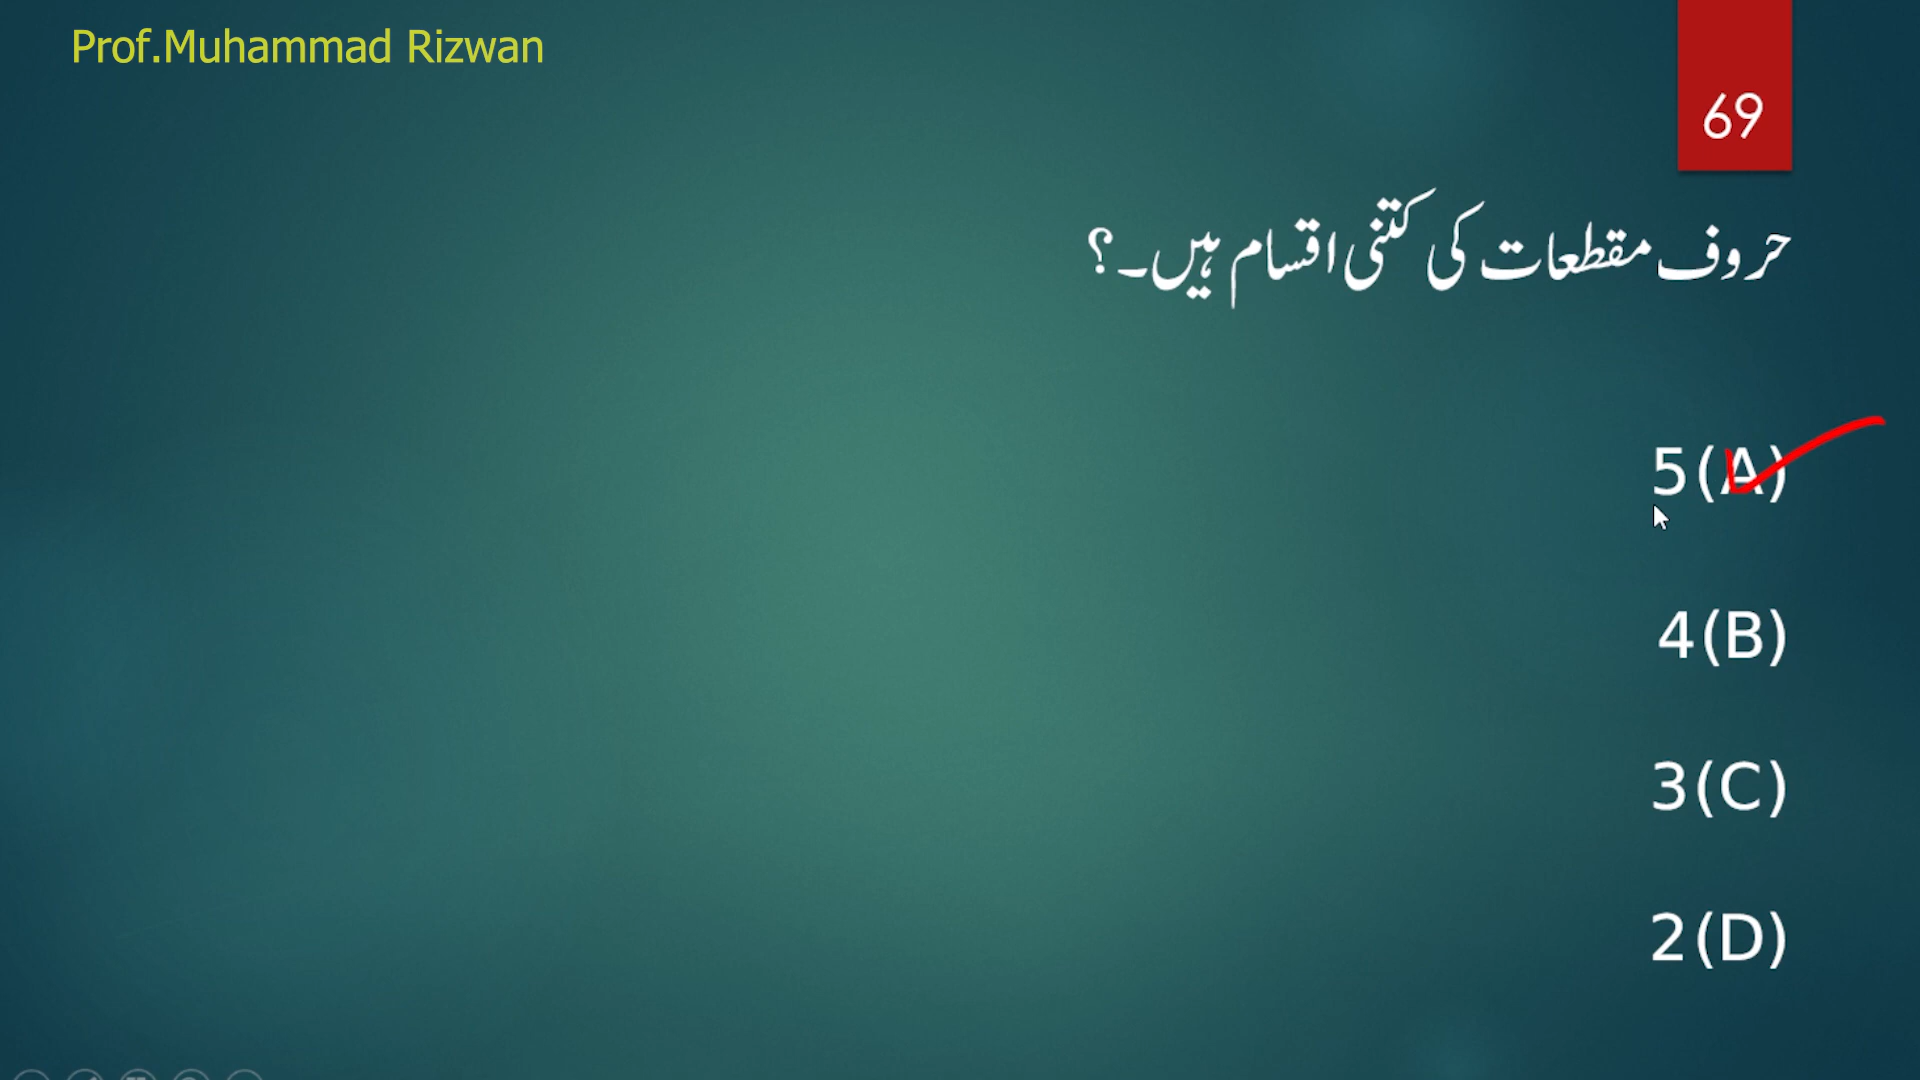 Prof.Muhammad Rizwan
69
حروف مقطعات کی کتنی اقسام ہیں۔؟
5(A)
4(B)
3(C)
2(D)